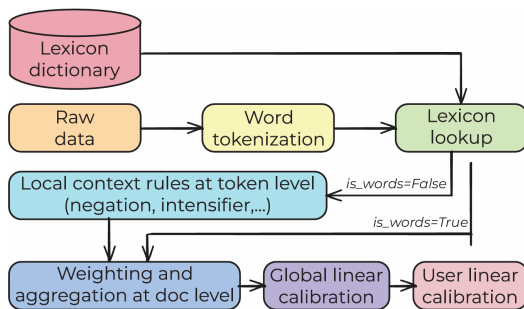 Lexicon
dictionary
Raw
data
Word
tokenization
Lexicon
lookup
is_words=False
Local context rules at token level
(negation, intensifier,...)
is_words=True
Weighting and
aggregation at doc level
Global linear
calibration
User linear
calibration